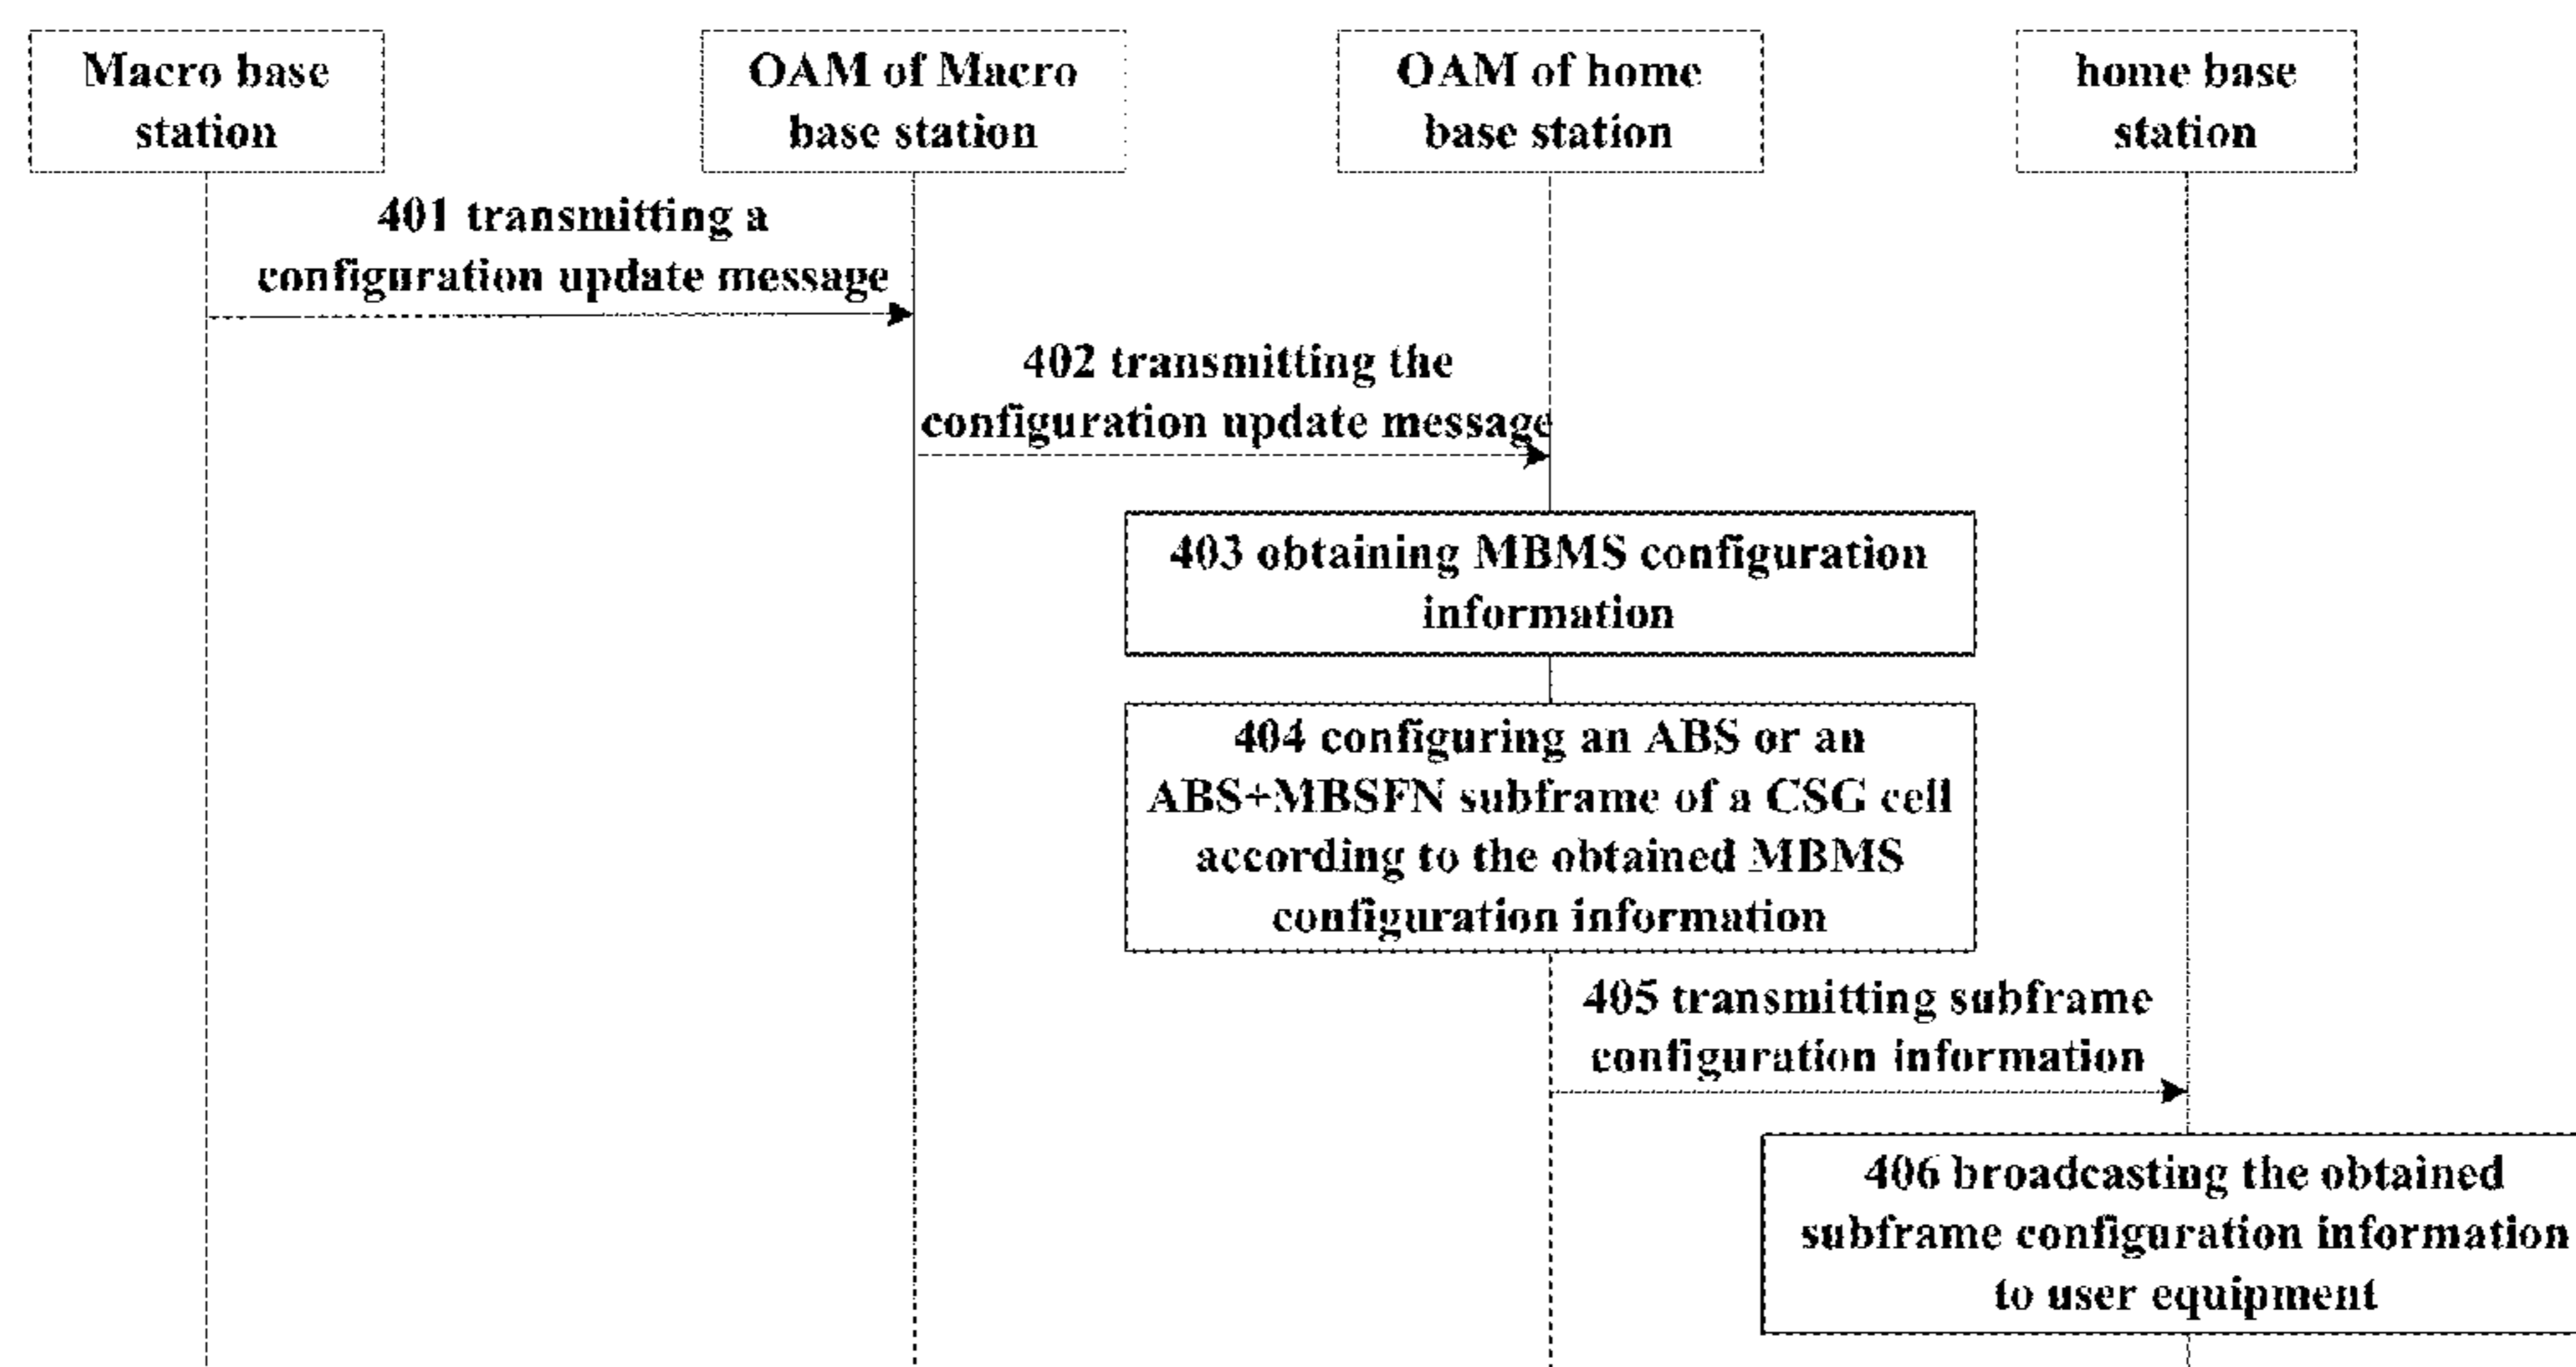 Macro base
station
OAM of Macro
base station
OAM of home
base station
home base
station
401 transmitting a
configuration update message
402 transmitting the
configuration update message
403 obtaining MBMS configuration
information
404 configuring an ABS or an
ABS+MBSFN subframe of a CSG cell
according to the obtained MBMS
configuration information
405 transmitting subframe
configuration information
406 broadcasting the obtained
subframe configuration information
to user equipment